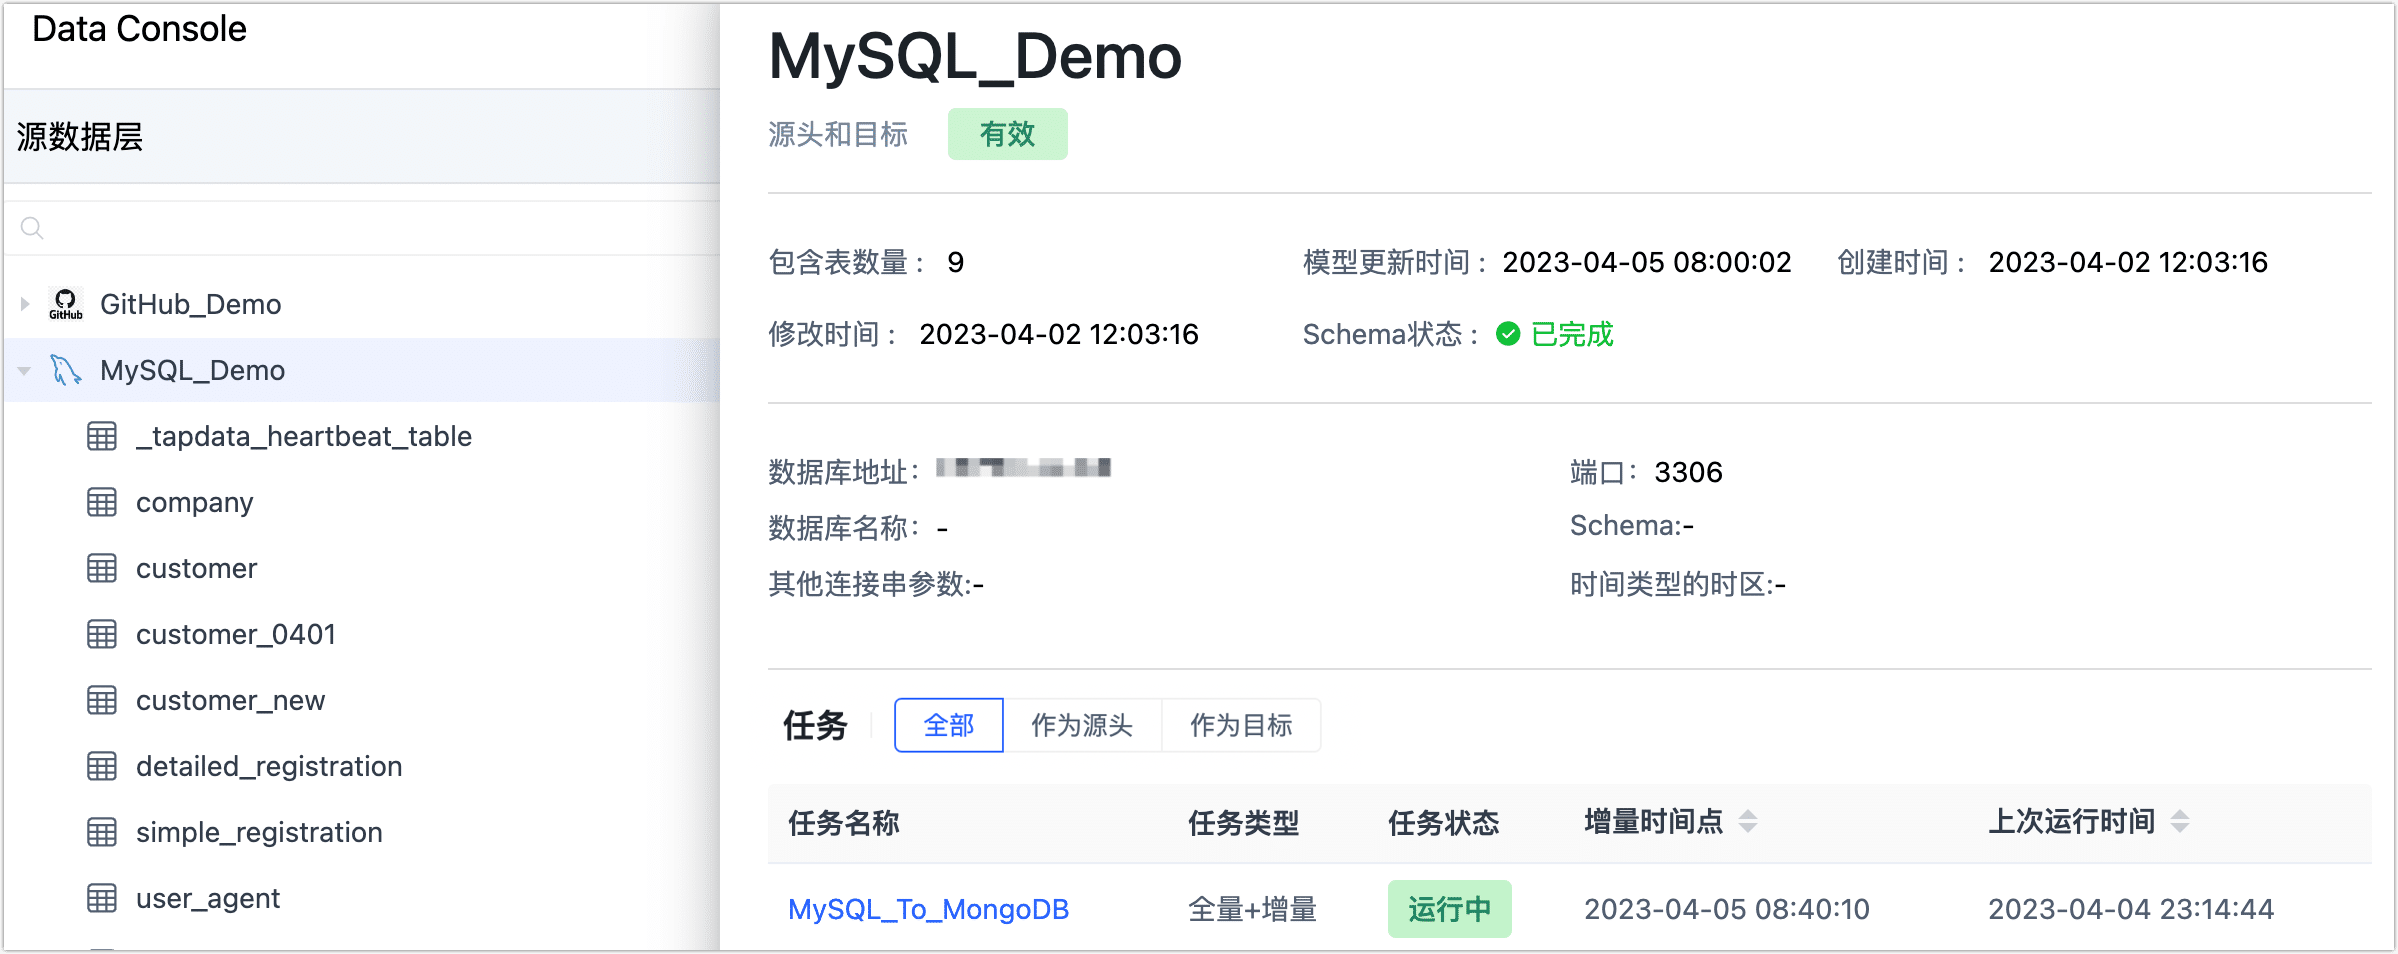 Data Console
源数据层
GitHub
GitHub_Demo
MySQL_Demo
_tapdata_heartbeat_table
company
customer
customer_0401
customer_new
detailed_registration
simple_registration
user_agent
MySQL_Demo
源头和目标 有效
包含表数量： 9 模型更新时间： 2023-04-05 08:00:02 创建时间： 2023-04-02 12:03:16
修改时间： 2023-04-02 12:03:16 Schema状态： 已完成
数据库地址： 端口： 3306
数据库名称： - Schema:-
其他连接串参数:- 时间类型的时区:-
任务 全部 作为源头 作为目标
任务名称 任务类型 任务状态 增量时间点 上次运行时间
MySQL_To_MongoDB 全量+增量 运行中 2023-04-05 08:40:10 2023-04-04 23:14:44